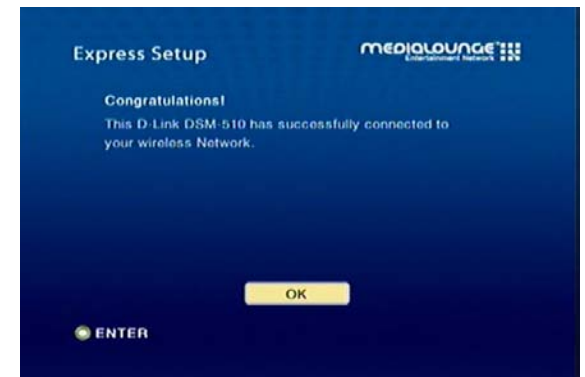 Express Setup
MEDIALOUNGE
Entertainment Network
Congratulations!
This D-Link DSM-510 has successfully connected to
your wireless Network.
OK
ENTER